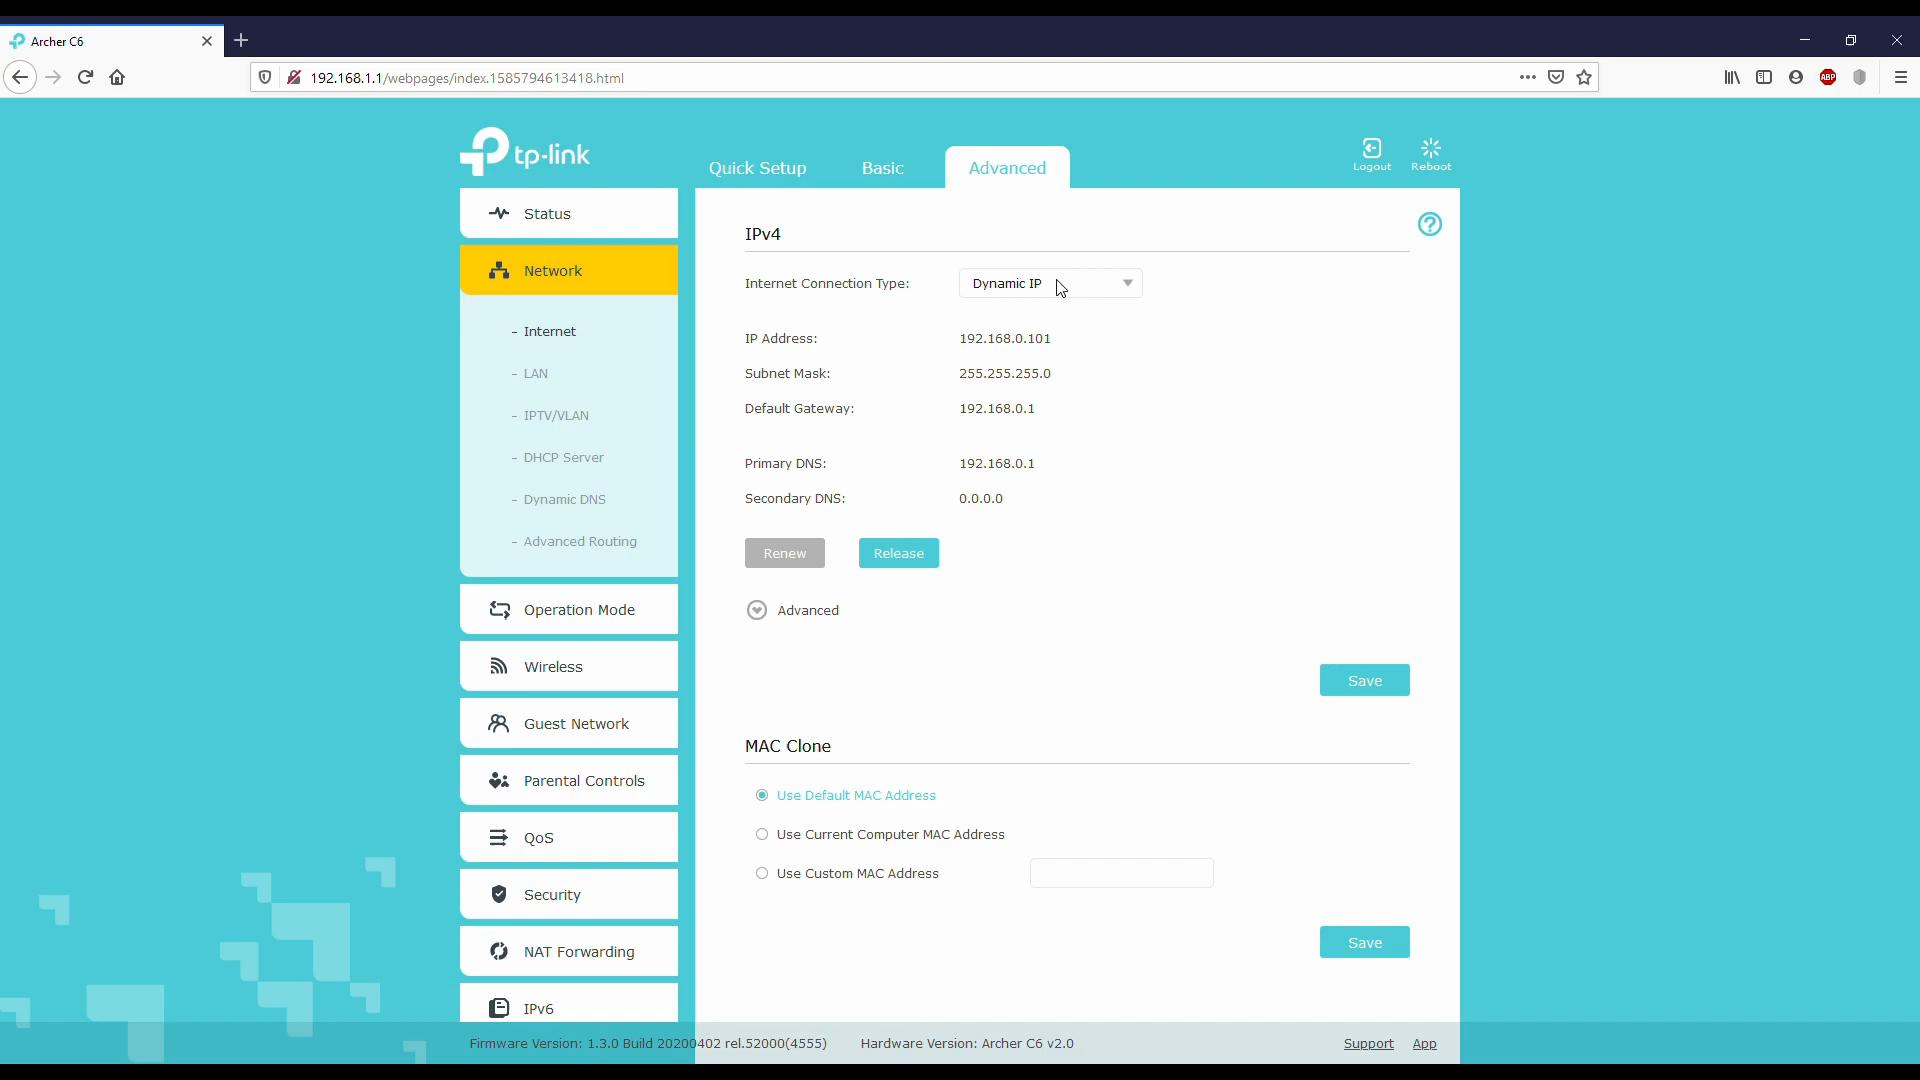 Archer C6
192.168.1.1/webpages/index.1585794613418.html
ABP
tp-link
Quick Setup
Basic
Advanced
Logout
Reboot
Status
Network
- Internet
- LAN
- IPTV/VLAN
- DHCP Server
- Dynamic DNS
- Advanced Routing
Operation Mode
Wireless
Guest Network
Parental Controls
QoS
Security
NAT Forwarding
IPv6
IPv4
Internet Connection Type: Dynamic IP
IP Address: 192.168.0.101
Subnet Mask: 255.255.255.0
Default Gateway: 192.168.0.1
Primary DNS: 192.168.0.1
Secondary DNS: 0.0.0.0
Renew Release
Advanced
Save
MAC Clone
Use Default MAC Address
Use Current Computer MAC Address
Use Custom MAC Address
Save
Firmware Version: 1.3.0 Build 20200402 rel.52000(4555) Hardware Version: Archer C6 v2.0 Support App